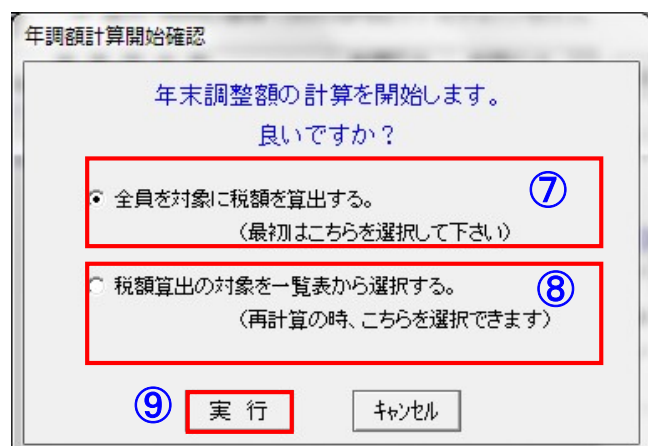 年調額計算開始確認
年末調整額の計算を開始します。
良いですか？
全員を対象に税額を算出する。 ⑦
（最初はこちらを選択して下さい）
税額算出の対象を一覧表から選択する。 ⑧
（再計算の時、こちらを選択できます）
⑨ 実 行 ｷｬﾝｾﾙ